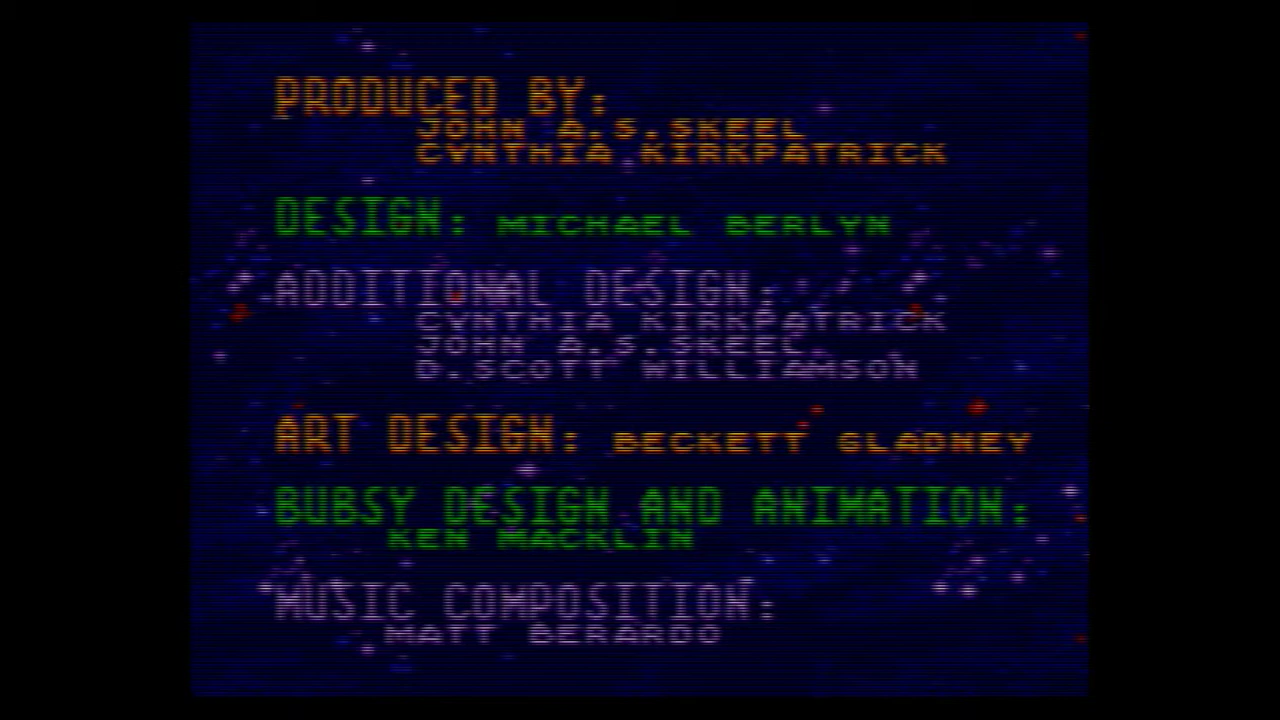 PRODUCED BY:
JOHN A.S.SKEEL
CYNTHIA KIRKPATRICK
DESIGN: MICHAEL BERLYN
ADDITIONAL DESIGN:
CYNTHIA KIRKPATRICK
JOHN A.S.SKEEL
D.SCOTT WILLIAMSON
ART DESIGN: BECKETT GLADNEY
BUBSY DESIGN AND ANIMATION:
KEN MACKLIN
MUSIC COMPOSITION:
MATT BERARDO